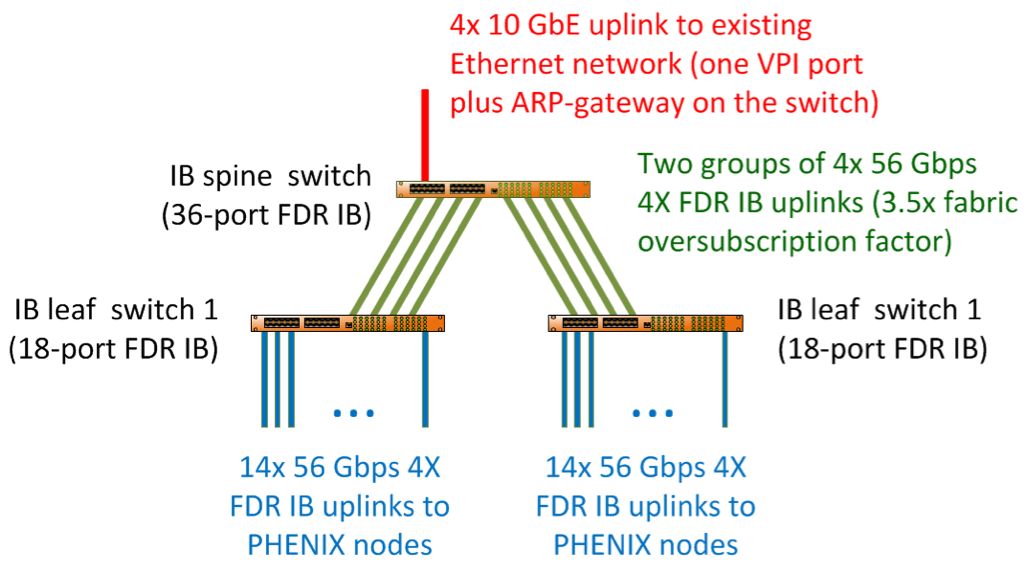 4x 10 GbE uplink to existing
Ethernet network (one VPI port
plus ARP-gateway on the switch)
IB spine switch
(36-port FDR IB)
Two groups of 4x 56 Gbps
4X FDR IB uplinks (3.5x fabric
oversubscription factor)
IB leaf switch 1
(18-port FDR IB)
IB leaf switch 1
(18-port FDR IB)
...
...
14x 56 Gbps 4X
FDR IB uplinks to
PHENIX nodes
14x 56 Gbps 4X
FDR IB uplinks to
PHENIX nodes